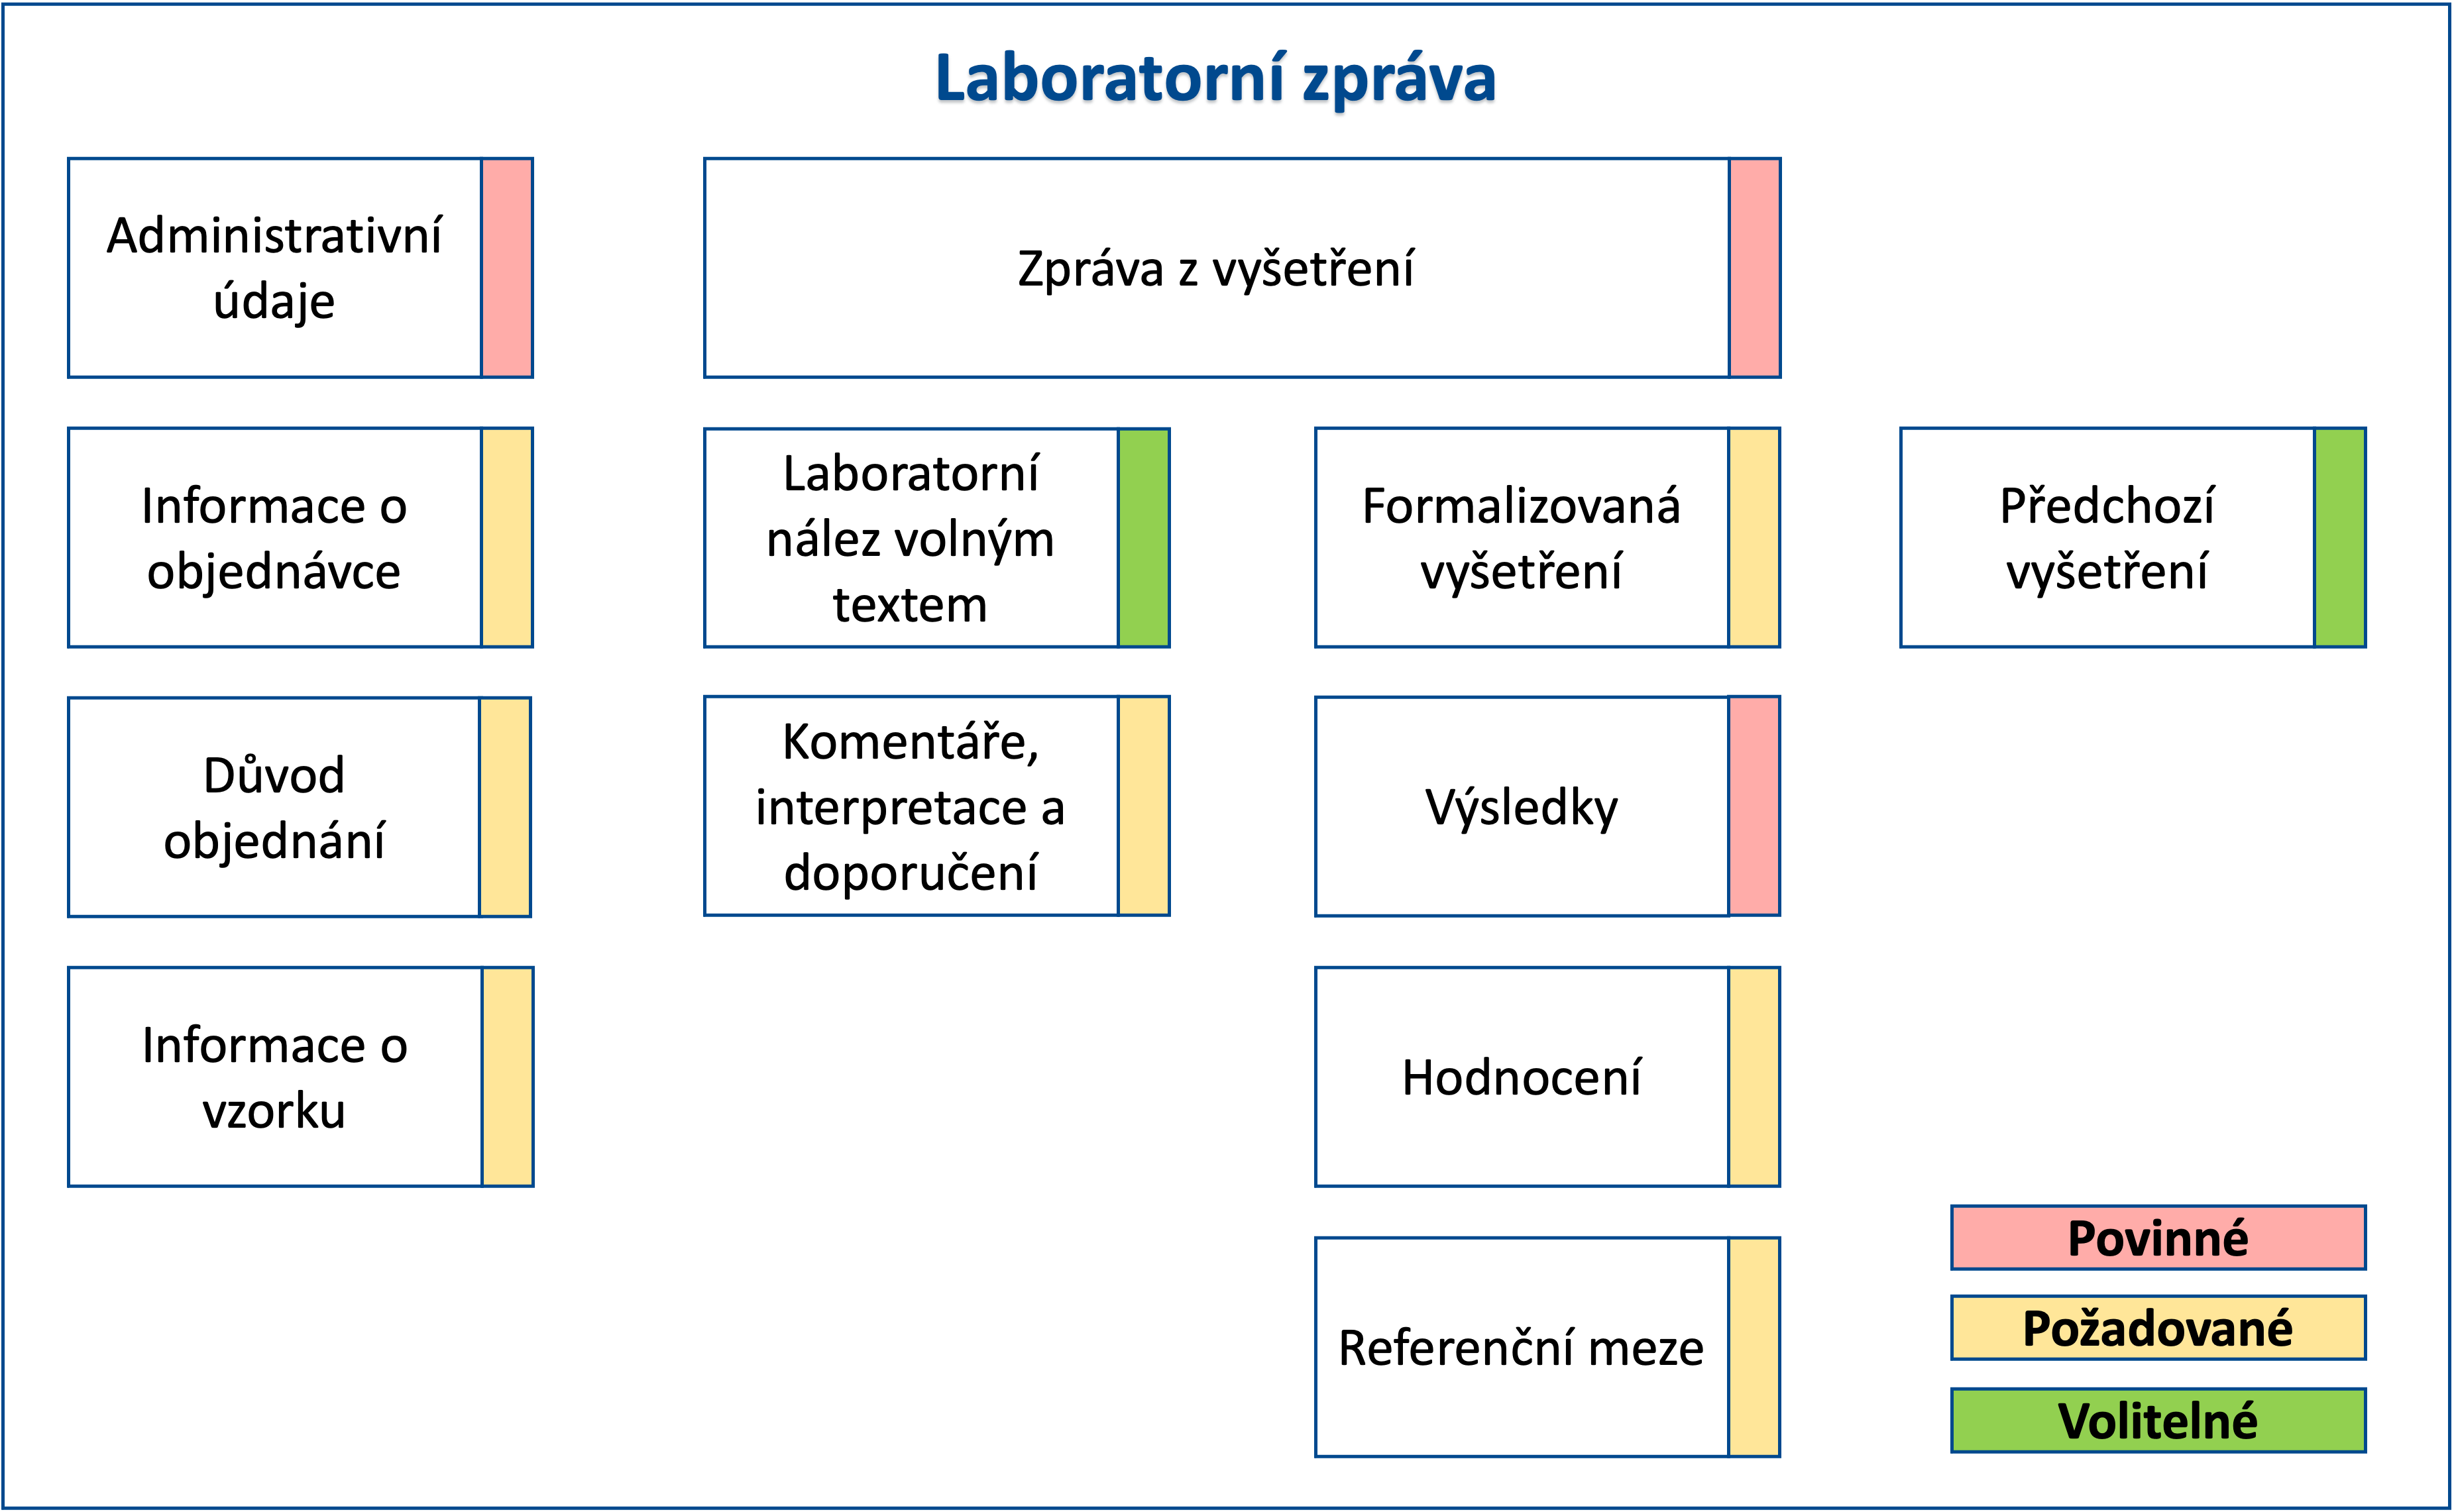 Laboratorní zpráva
Administrativní
údaje
Zpráva z vyšetření
Informace o
objednávce
Laboratorní
nález volným
textem
Formalizovaná
vyšetření
Předchozí
vyšetření
Důvod
objednání
Komentáře,
interpretace a
doporučení
Výsledky
Informace o
vzorku
Hodnocení
Referenční meze
Povinné
Požadované
Volitelné